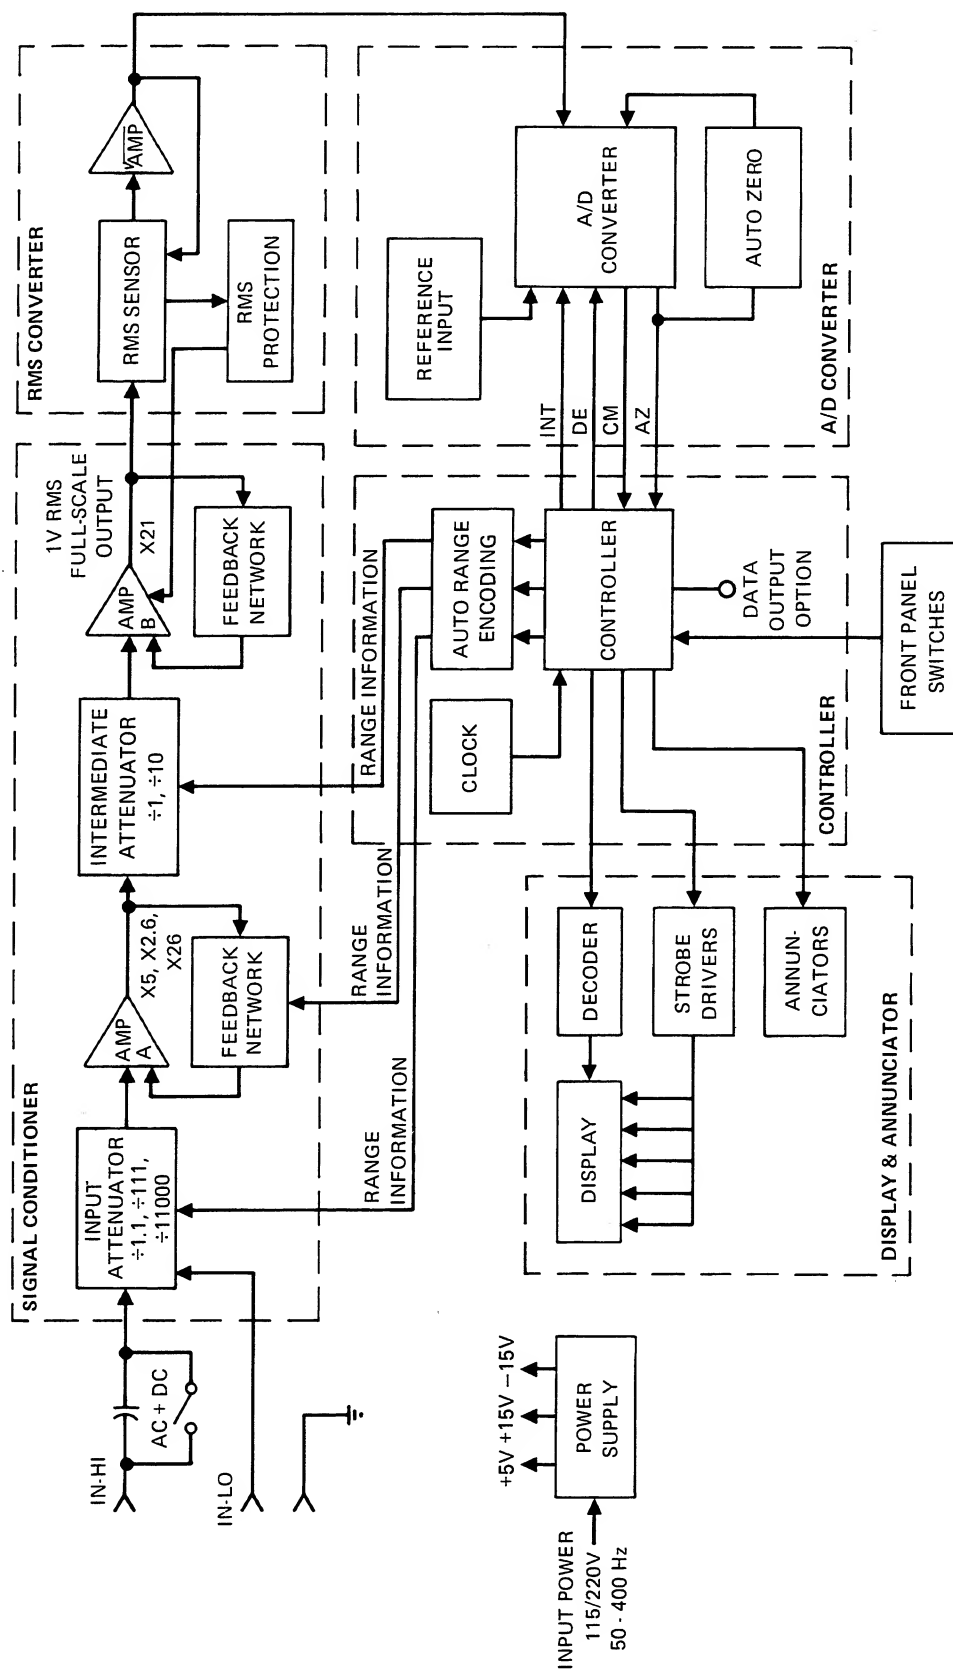 SIGNAL CONDITIONER
IN-HI
AC + DC
IN-LO
INPUT
ATTENUATOR
÷1.1, ÷111,
÷11000
AMP
A
X5, X2.6,
X26
FEEDBACK
NETWORK
INTERMEDIATE
ATTENUATOR
÷1, ÷10
AMP
B
1V RMS
FULL-SCALE
OUTPUT
X21
FEEDBACK
NETWORK
RMS CONVERTER
RMS SENSOR
AMP
RMS
PROTECTION
RANGE
INFORMATION
RANGE
INFORMATION
RANGE INFORMATION
AUTO RANGE
ENCODING
CLOCK
CONTROLLER
DATA
OUTPUT
OPTION
CONTROLLER
FRONT PANEL
SWITCHES
INT
DE
CM
AZ
REFERENCE
INPUT
A/D
CONVERTER
AUTO ZERO
A/D CONVERTER
DECODER
STROBE
DRIVERS
ANNUN-
CIATORS
DISPLAY
DISPLAY & ANNUNCIATOR
+5V +15V −15V
POWER
SUPPLY
INPUT POWER
115/220V
50 - 400 Hz